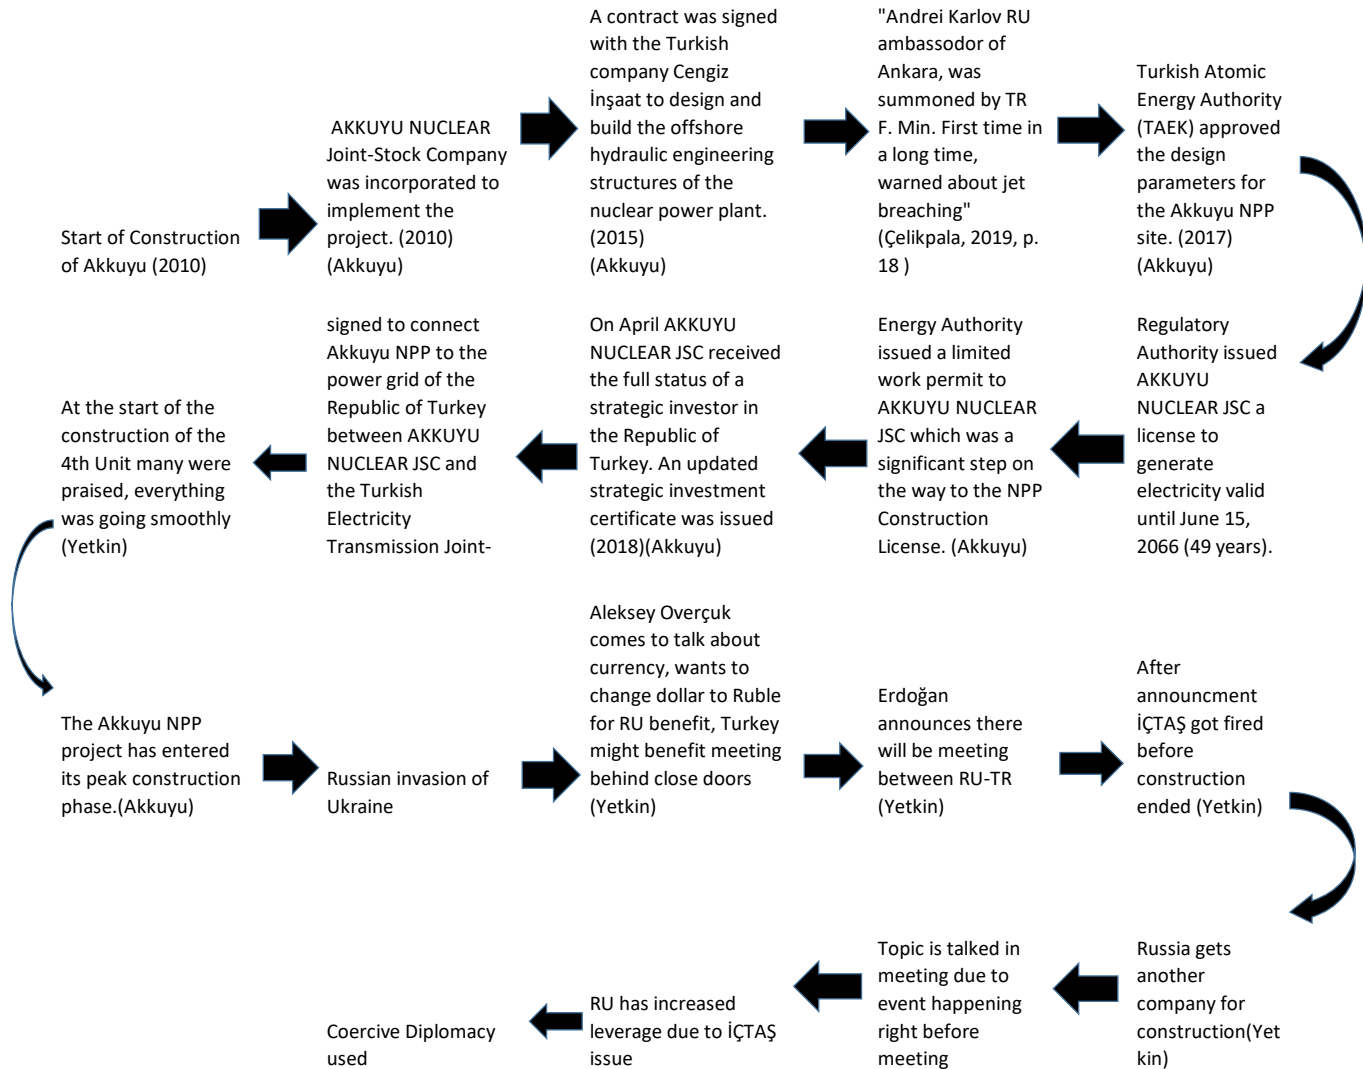 Start of Construction
of Akkuyu (2010)
AKKUYU NUCLEAR
Joint-Stock Company
was incorporated to
implement the
project. (2010)
(Akkuyu)
A contract was signed
with the Turkish
company Cengiz
İnşaat to design and
build the offshore
hydraulic engineering
structures of the
nuclear power plant.
(2015)
(Akkuyu)
"Andrei Karlov RU
ambassodor of
Ankara, was
summoned by TR
F. Min. First time in
a long time,
warned about jet
breaching"
(Çelikpala, 2019, p.
18 )
Turkish Atomic
Energy Authority
(TAEK) approved
the design
parameters for
the Akkuyu NPP
site. (2017)
(Akkuyu)
Regulatory
Authority issued
AKKUYU
NUCLEAR JSC a
license to
generate
electricity valid
until June 15,
2066 (49 years).
Energy Authority
issued a limited
work permit to
AKKUYU NUCLEAR
JSC which was a
significant step on
the way to the NPP
Construction
License. (Akkuyu)
On April AKKUYU
NUCLEAR JSC received
the full status of a
strategic investor in
the Republic of
Turkey. An updated
strategic investment
certificate was issued
(2018)(Akkuyu)
signed to connect
Akkuyu NPP to the
power grid of the
Republic of Turkey
between AKKUYU
NUCLEAR JSC and
the Turkish
Electricity
Transmission Joint-
At the start of the
construction of the
4th Unit many were
praised, everything
was going smoothly
(Yetkin)
The Akkuyu NPP
project has entered
its peak construction
phase.(Akkuyu)
Russian invasion of
Ukraine
Aleksey Overçuk
comes to talk about
currency, wants to
change dollar to Ruble
for RU benefit, Turkey
might benefit meeting
behind close doors
(Yetkin)
Erdoğan
announces there
will be meeting
between RU-TR
(Yetkin)
After
announcment
İÇTAŞ got fired
before
construction
ended (Yetkin)
Russia gets
another
company for
construction(Yet
kin)
Topic is talked in
meeting due to
event happening
right before
meeting
RU has increased
leverage due to İÇTAŞ
issue
Coercive Diplomacy
used